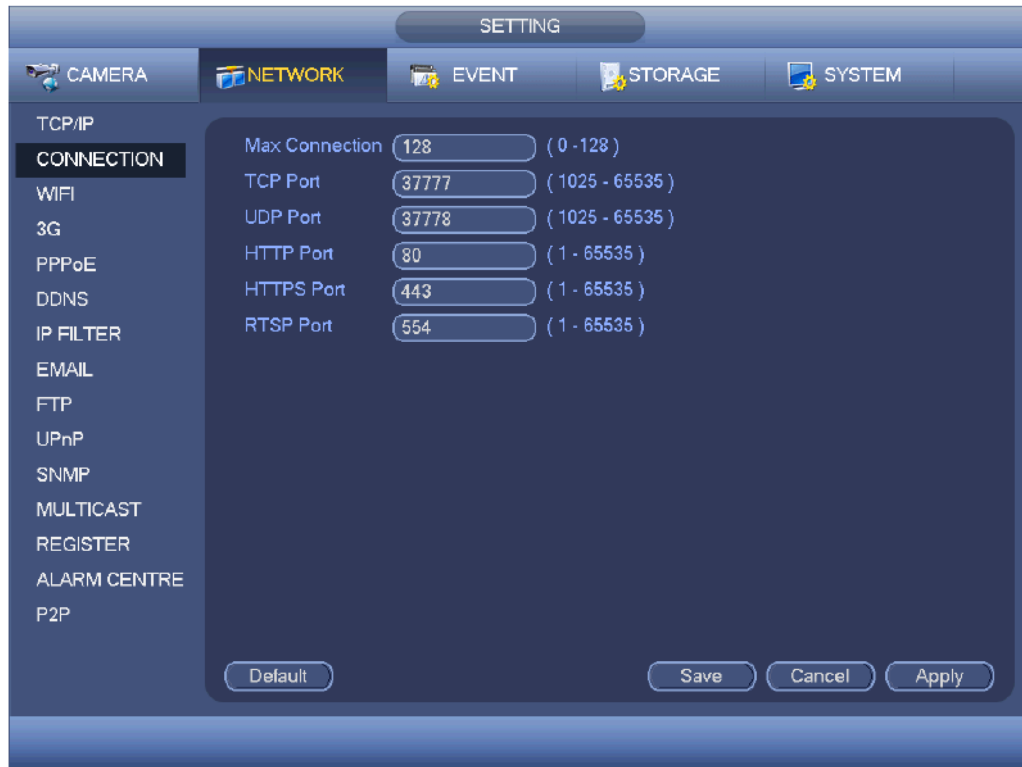 SETTING
CAMERA NETWORK EVENT STORAGE SYSTEM
TCP/IP
CONNECTION
WIFI
3G
PPPoE
DDNS
IP FILTER
EMAIL
FTP
UPnP
SNMP
MULTICAST
REGISTER
ALARM CENTRE
P2P
Max Connection 128 ( 0 -128 )
TCP Port 37777 ( 1025 - 65535 )
UDP Port 37778 ( 1025 - 65535 )
HTTP Port 80 ( 1 - 65535 )
HTTPS Port 443 ( 1 - 65535 )
RTSP Port 554 ( 1 - 65535 )
Default Save Cancel Apply